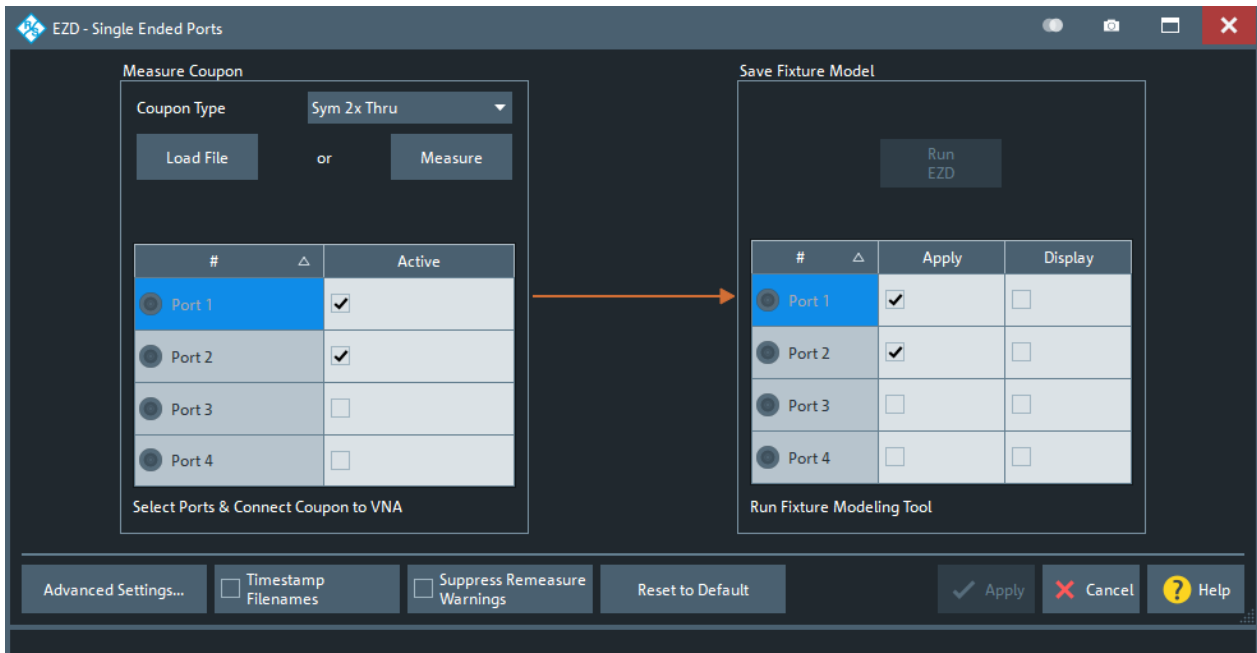 EZD - Single Ended Ports
Measure Coupon
Coupon Type
Sym 2x Thru
Load File
or
Measure
# Active
Port 1
Port 2
Port 3
Port 4
Select Ports & Connect Coupon to VNA
Save Fixture Model
Run
EZD
# Apply Display
Port 1
Port 2
Port 3
Port 4
Run Fixture Modeling Tool
Advanced Settings...
Timestamp
Filenames
Suppress Remeasure
Warnings
Reset to Default
Apply
Cancel
? Help